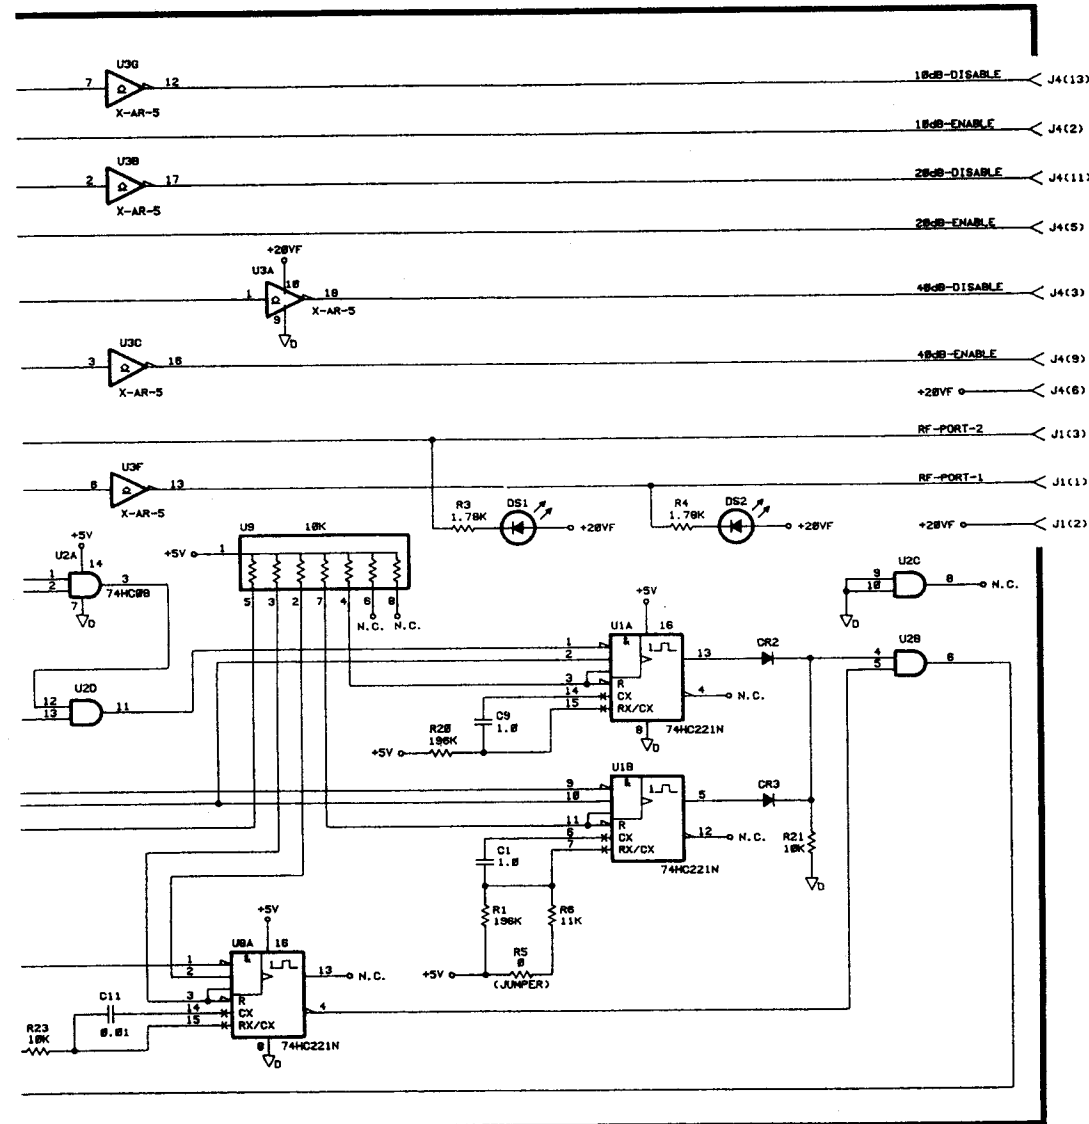 U3G
7 12
X-AR-5
10dB-DISABLE
J4(13)
10dB-ENABLE
J4(2)
U3B
2 17
X-AR-5
20dB-DISABLE
J4(11)
20dB-ENABLE
J4(5)
+20VF
U3A
10
1 18
9
X-AR-5
D
40dB-DISABLE
J4(3)
U3C
3 16
X-AR-5
40dB-ENABLE
J4(9)
+20VF
J4(6)
RF-PORT-2
J1(3)
U3F
6 13
X-AR-5
RF-PORT-1
J1(1)
R3
1.78K
DS1
+20VF
R4
1.78K
DS2
+20VF
+20VF
J1(2)
+5V
U2A
14
1
2
3
74HC08
7
D
U9
10K
+5V 1
5 3 2 7 4 6 8
N.C. N.C.
U2C
9
10
8
N.C.
+5V
U1A
16
1
2
3
14
15
&
1
R
CX
RX/CX
13
4
N.C.
8
D
74HC221N
CR2
U2B
4
5
6
U2D
12
13
11
C9
1.0
R20
196K
+5V
U1B
9
10
11
6
7
&
1
R
CX
RX/CX
5
12
N.C.
74HC221N
CR3
R21
10K
D
C1
1.0
R1
196K
R6
11K
+5V
R5
0
(JUMPER)
+5V
U8A
16
1
2
3
14
15
&
1
R
CX
RX/CX
13
N.C.
4
8
D
74HC221N
C11
0.01
R23
10K